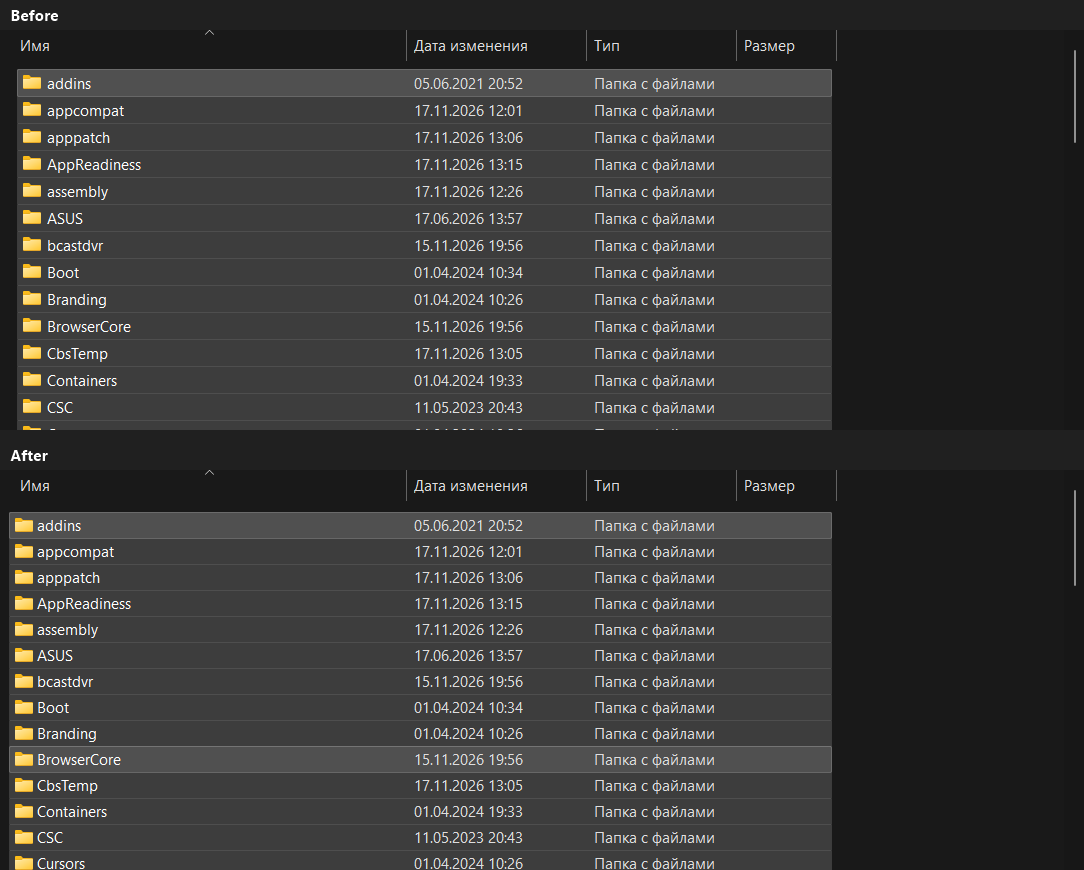 Before
Имя Дата изменения Тип Размер
addins 05.06.2021 20:52 Папка с файлами
appcompat 17.11.2026 12:01 Папка с файлами
apppatch 17.11.2026 13:06 Папка с файлами
AppReadiness 17.11.2026 13:15 Папка с файлами
assembly 17.11.2026 12:26 Папка с файлами
ASUS 17.06.2026 13:57 Папка с файлами
bcastdvr 15.11.2026 19:56 Папка с файлами
Boot 01.04.2024 10:34 Папка с файлами
Branding 01.04.2024 10:26 Папка с файлами
BrowserCore 15.11.2026 19:56 Папка с файлами
CbsTemp 17.11.2026 13:05 Папка с файлами
Containers 01.04.2024 19:33 Папка с файлами
CSC 11.05.2023 20:43 Папка с файлами
After
Имя Дата изменения Тип Размер
addins 05.06.2021 20:52 Папка с файлами
appcompat 17.11.2026 12:01 Папка с файлами
apppatch 17.11.2026 13:06 Папка с файлами
AppReadiness 17.11.2026 13:15 Папка с файлами
assembly 17.11.2026 12:26 Папка с файлами
ASUS 17.06.2026 13:57 Папка с файлами
bcastdvr 15.11.2026 19:56 Папка с файлами
Boot 01.04.2024 10:34 Папка с файлами
Branding 01.04.2024 10:26 Папка с файлами
BrowserCore 15.11.2026 19:56 Папка с файлами
CbsTemp 17.11.2026 13:05 Папка с файлами
Containers 01.04.2024 19:33 Папка с файлами
CSC 11.05.2023 20:43 Папка с файлами
Cursors 01.04.2024 10:26 Папка с файлами